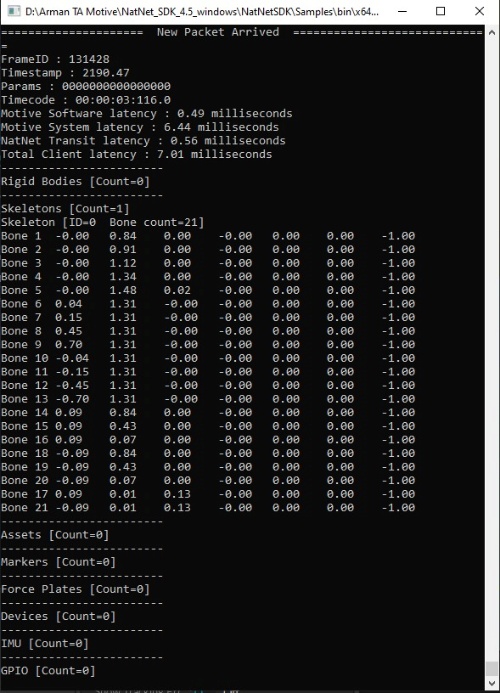 D:\Arman TA Motive\NatNet_SDK_4.5_windows\NatNetSDK\Samples\bin\x64...
===================== New Packet Arrived ============================
=
FrameID : 131428
Timestamp : 2190.47
Params : 0000000000000000
Timecode : 00:00:03:116.0
Motive Software latency : 0.49 milliseconds
Motive System latency : 6.44 milliseconds
NatNet Transit latency : 0.56 milliseconds
Total Client latency : 7.01 milliseconds
------------------------
Rigid Bodies [Count=0]
------------------------
Skeletons [Count=1]
Skeleton [ID=0  Bone count=21]
Bone 1  -0.00   0.84    0.00    -0.00   0.00    0.00    -1.00
Bone 2  -0.00   0.91    0.00    -0.00   0.00    0.00    -1.00
Bone 3  -0.00   1.12    0.00    -0.00   0.00    0.00    -1.00
Bone 4  -0.00   1.34    0.00    -0.00   0.00    0.00    -1.00
Bone 5  -0.00   1.48    0.02    -0.00   0.00    0.00    -1.00
Bone 6  0.04    1.31    -0.00   -0.00   0.00    0.00    -1.00
Bone 7  0.15    1.31    -0.00   -0.00   0.00    0.00    -1.00
Bone 8  0.45    1.31    -0.00   -0.00   0.00    0.00    -1.00
Bone 9  0.70    1.31    -0.00   -0.00   0.00    0.00    -1.00
Bone 10 -0.04   1.31    -0.00   -0.00   0.00    0.00    -1.00
Bone 11 -0.15   1.31    -0.00   -0.00   0.00    0.00    -1.00
Bone 12 -0.45   1.31    -0.00   -0.00   0.00    0.00    -1.00
Bone 13 -0.70   1.31    -0.00   -0.00   0.00    0.00    -1.00
Bone 14 0.09    0.84    0.00    -0.00   0.00    0.00    -1.00
Bone 15 0.09    0.43    0.00    -0.00   0.00    0.00    -1.00
Bone 16 0.09    0.07    0.00    -0.00   0.00    0.00    -1.00
Bone 18 -0.09   0.84    0.00    -0.00   0.00    0.00    -1.00
Bone 19 -0.09   0.43    0.00    -0.00   0.00    0.00    -1.00
Bone 20 -0.09   0.07    0.00    -0.00   0.00    0.00    -1.00
Bone 17 0.09    0.01    0.13    -0.00   0.00    0.00    -1.00
Bone 21 -0.09   0.01    0.13    -0.00   0.00    0.00    -1.00
------------------------
Assets [Count=0]
------------------------
Markers [Count=0]
------------------------
Force Plates [Count=0]
------------------------
Devices [Count=0]
------------------------
IMU [Count=0]
------------------------
GPIO [Count=0]